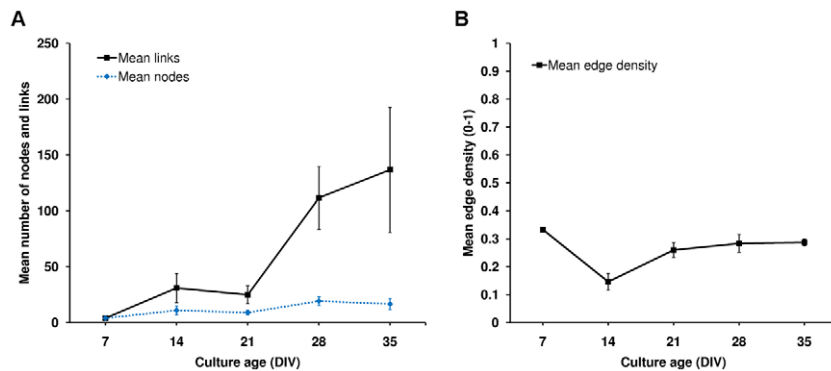 A
250
200
150
100
50
0
Mean number of nodes and links
Mean links
Mean nodes
7 14 21 28 35
Culture age (DIV)
B
1
0.9
0.8
0.7
0.6
0.5
0.4
0.3
0.2
0.1
0
Mean edge density (0-1)
Mean edge density
7 14 21 28 35
Culture age (DIV)